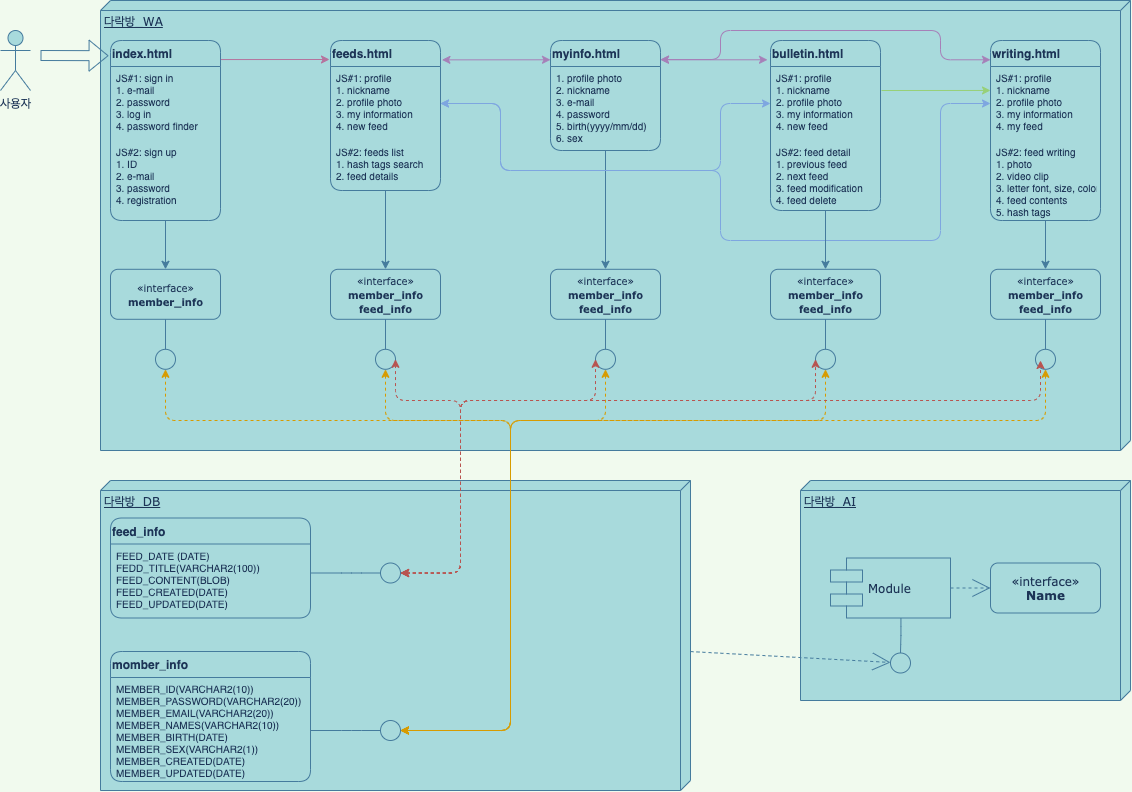 다락방_WA
사용자
index.html
JS#1: sign in
1. e-mail
2. password
3. log in
4. password finder
JS#2: sign up
1. ID
2. e-mail
3. password
4. registration
feeds.html
JS#1: profile
1. nickname
2. profile photo
3. my information
4. new feed
JS#2: feeds list
1. hash tags search
2. feed details
myinfo.html
1. profile photo
2. nickname
3. e-mail
4. password
5. birth(yyyy/mm/dd)
6. sex
bulletin.html
JS#1: profile
1. nickname
2. profile photo
3. my information
4. new feed
JS#2: feed detail
1. previous feed
2. next feed
3. feed modification
4. feed delete
writing.html
JS#1: profile
1. nickname
2. profile photo
3. my information
4. my feed
JS#2: feed writing
1. photo
2. video clip
3. letter font, size, colo
4. feed contents
5. hash tags
«interface»
member_info
«interface»
member_info
feed_info
«interface»
member_info
feed_info
«interface»
member_info
feed_info
«interface»
member_info
feed_info
다락방_DB
feed_info
FEED_DATE (DATE)
FEDD_TITLE(VARCHAR2(100))
FEED_CONTENT(BLOB)
FEED_CREATED(DATE)
FEED_UPDATED(DATE)
momber_info
MEMBER_ID(VARCHAR2(10))
MEMBER_PASSWORD(VARCHAR2(20))
MEMBER_EMAIL(VARCHAR2(20))
MEMBER_NAMES(VARCHAR2(10))
MEMBER_BIRTH(DATE)
MEMBER_SEX(VARCHAR2(1))
MEMBER_CREATED(DATE)
MEMBER_UPDATED(DATE)
다락방_AI
Module
«interface»
Name